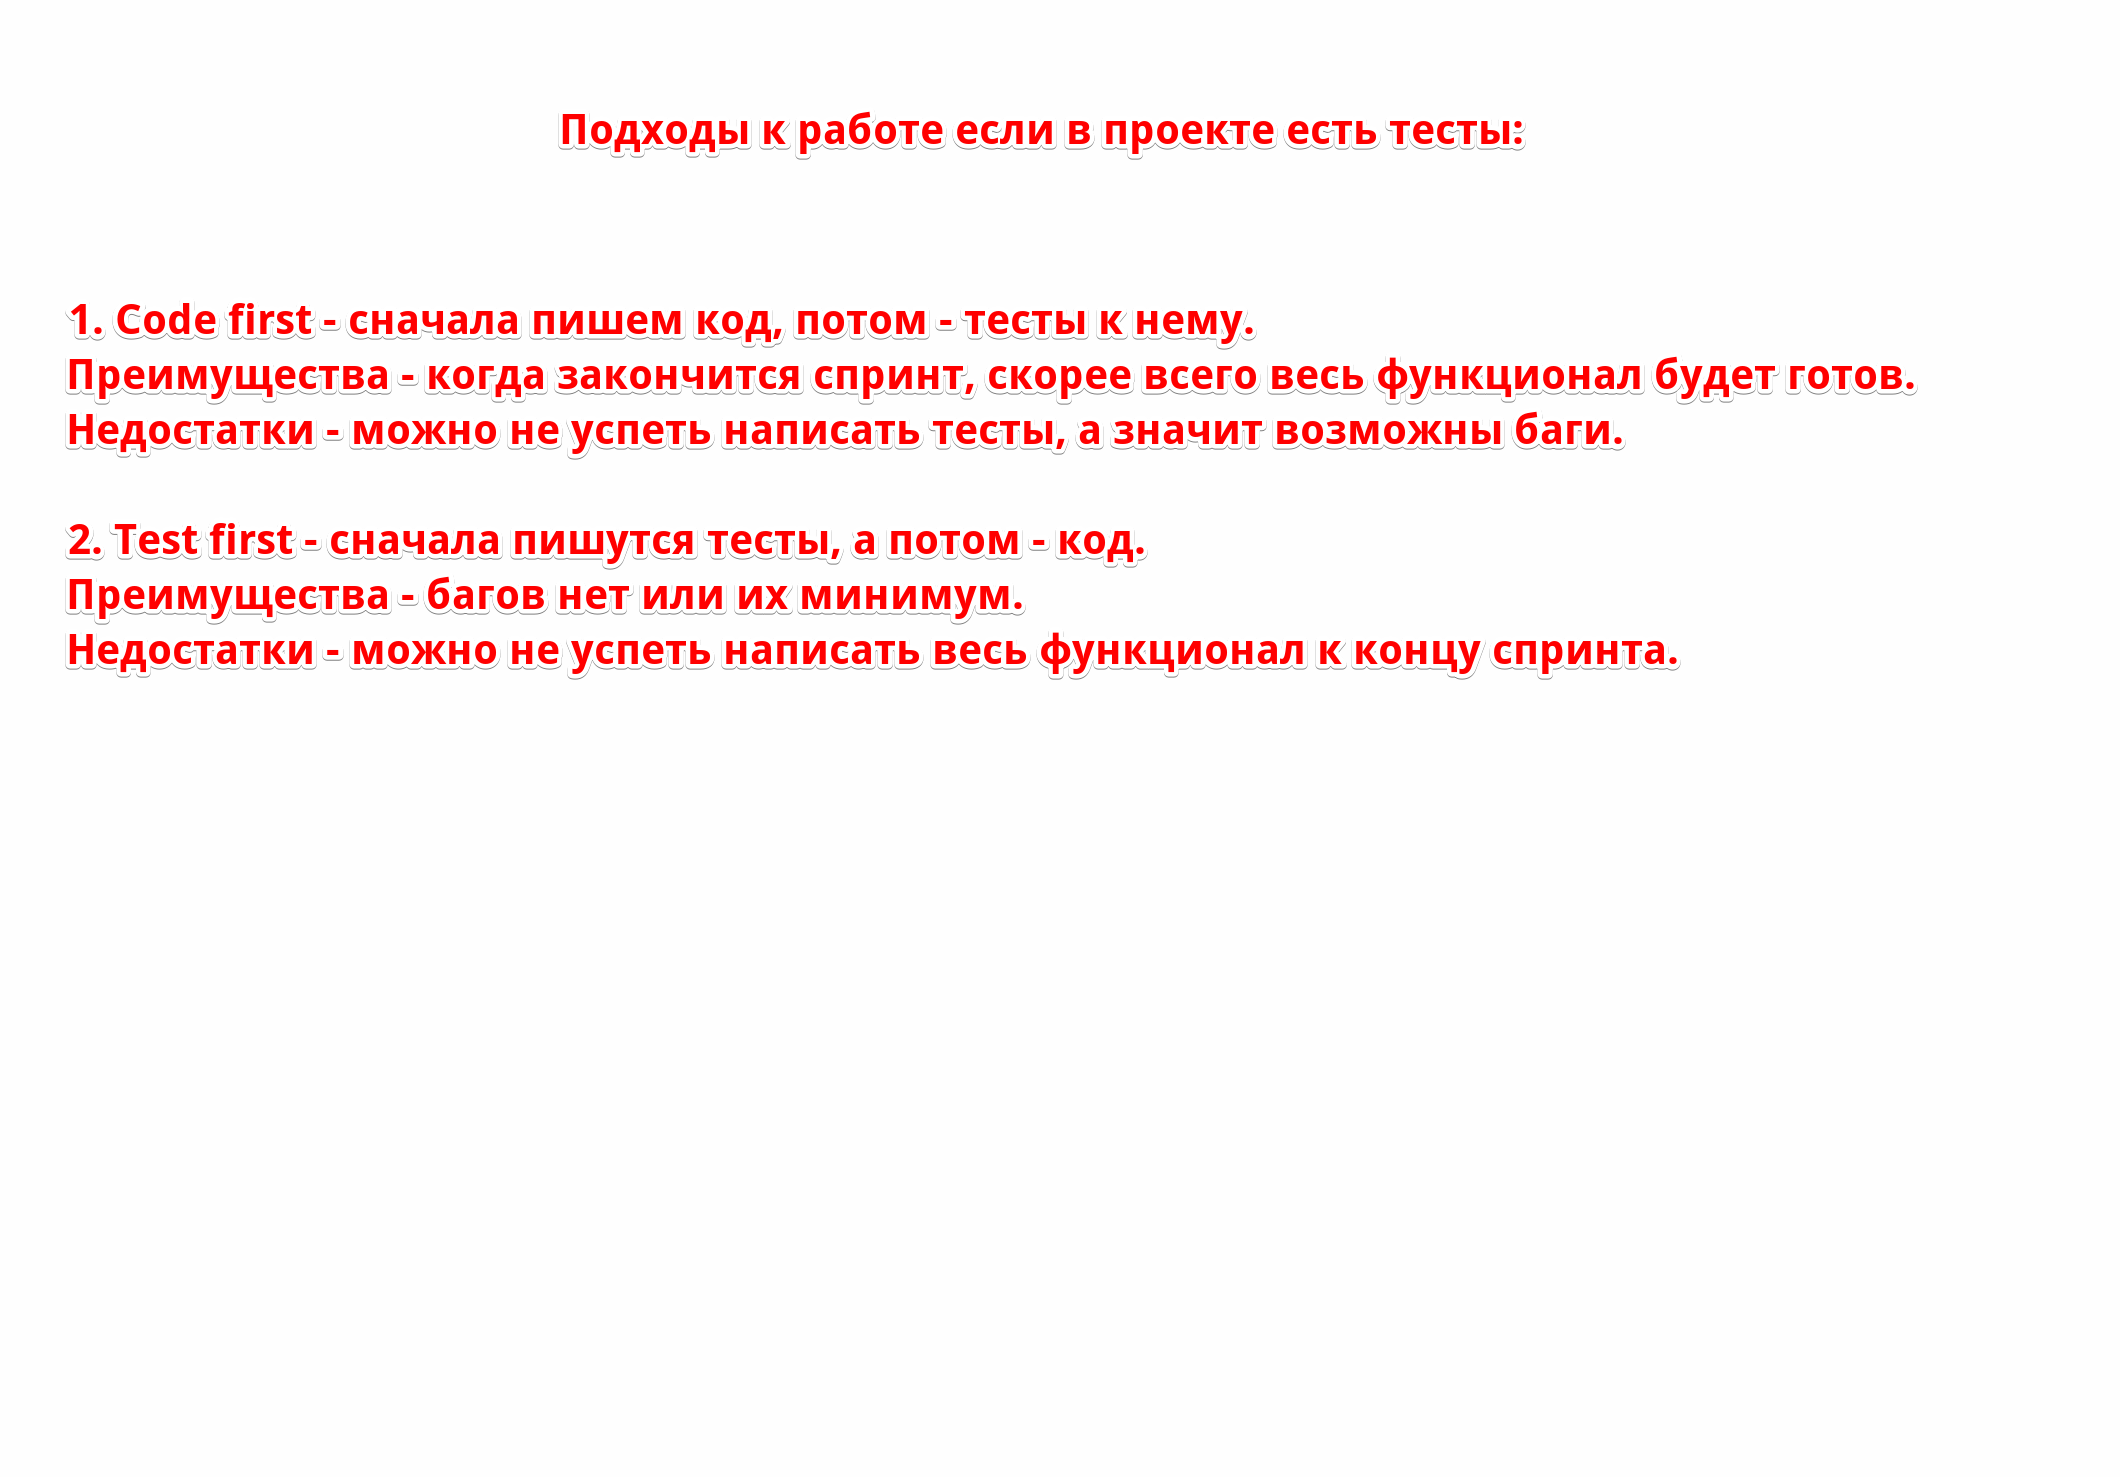 Подходы к работе если в проекте есть тесты:
1. Code first - сначала пишем код, потом - тесты к нему.
Преимущества - когда закончится спринт, скорее всего весь функционал будет готов.
Недостатки - можно не успеть написать тесты, а значит возможны баги.
2. Test first - сначала пишутся тесты, а потом - код.
Преимущества - багов нет или их минимум.
Недостатки - можно не успеть написать весь функционал к концу спринта.